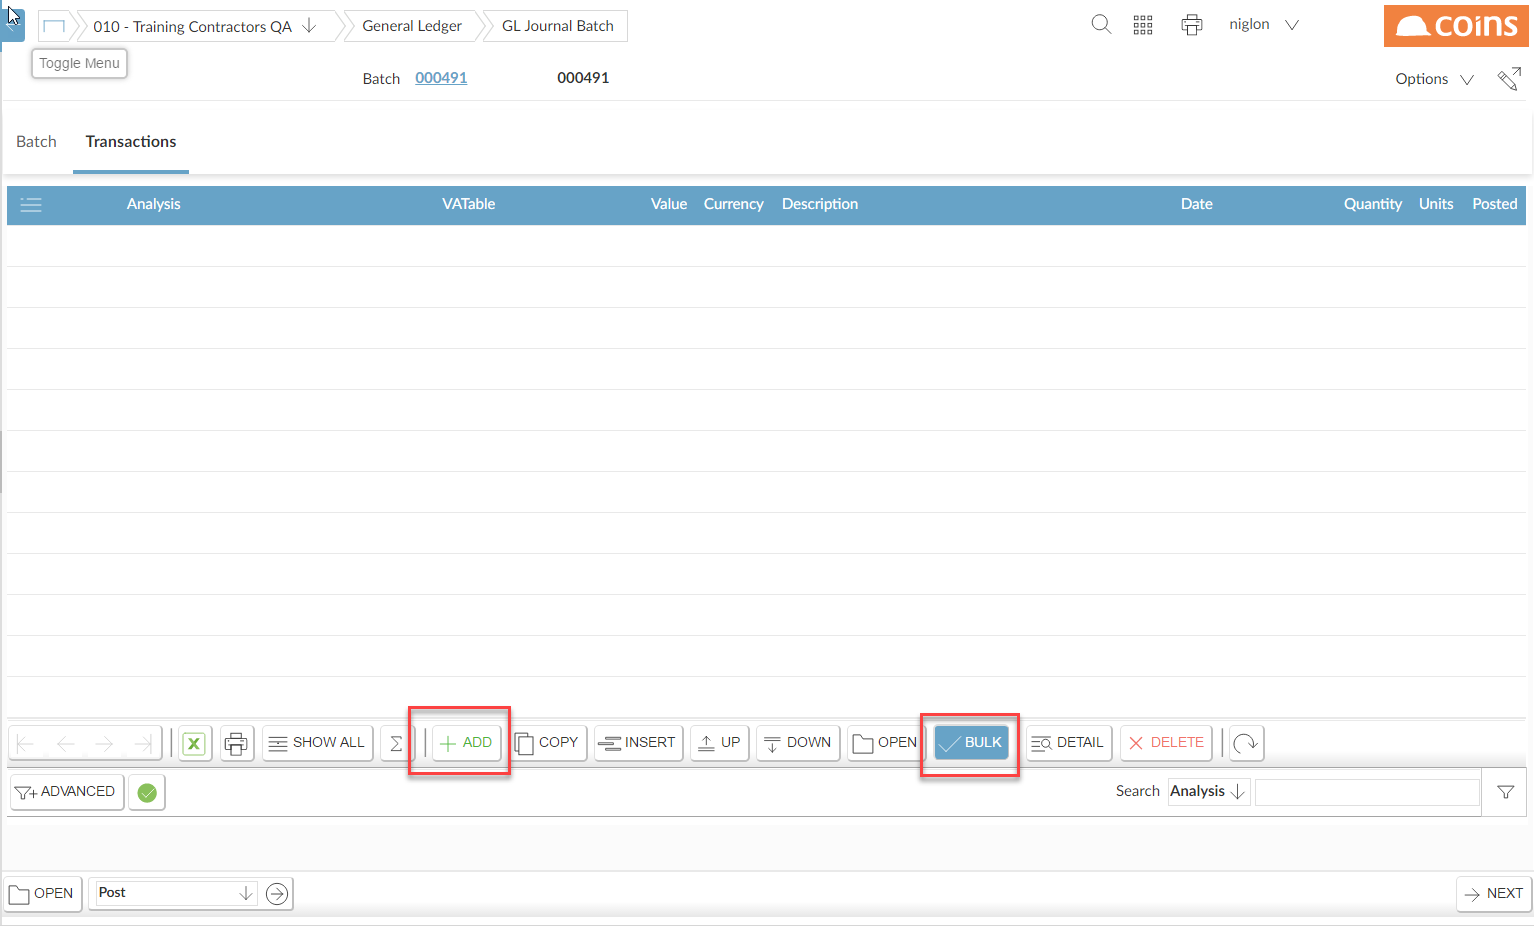 010 - Training Contractors QA General Ledger GL Journal Batch niglon coins
Toggle Menu
Batch 000491 000491 Options
Batch Transactions
Analysis VATable Value Currency Description Date Quantity Units Posted
SHOW ALL Σ ADD COPY INSERT UP DOWN OPEN BULK DETAIL DELETE
ADVANCED Search Analysis
OPEN Post NEXT